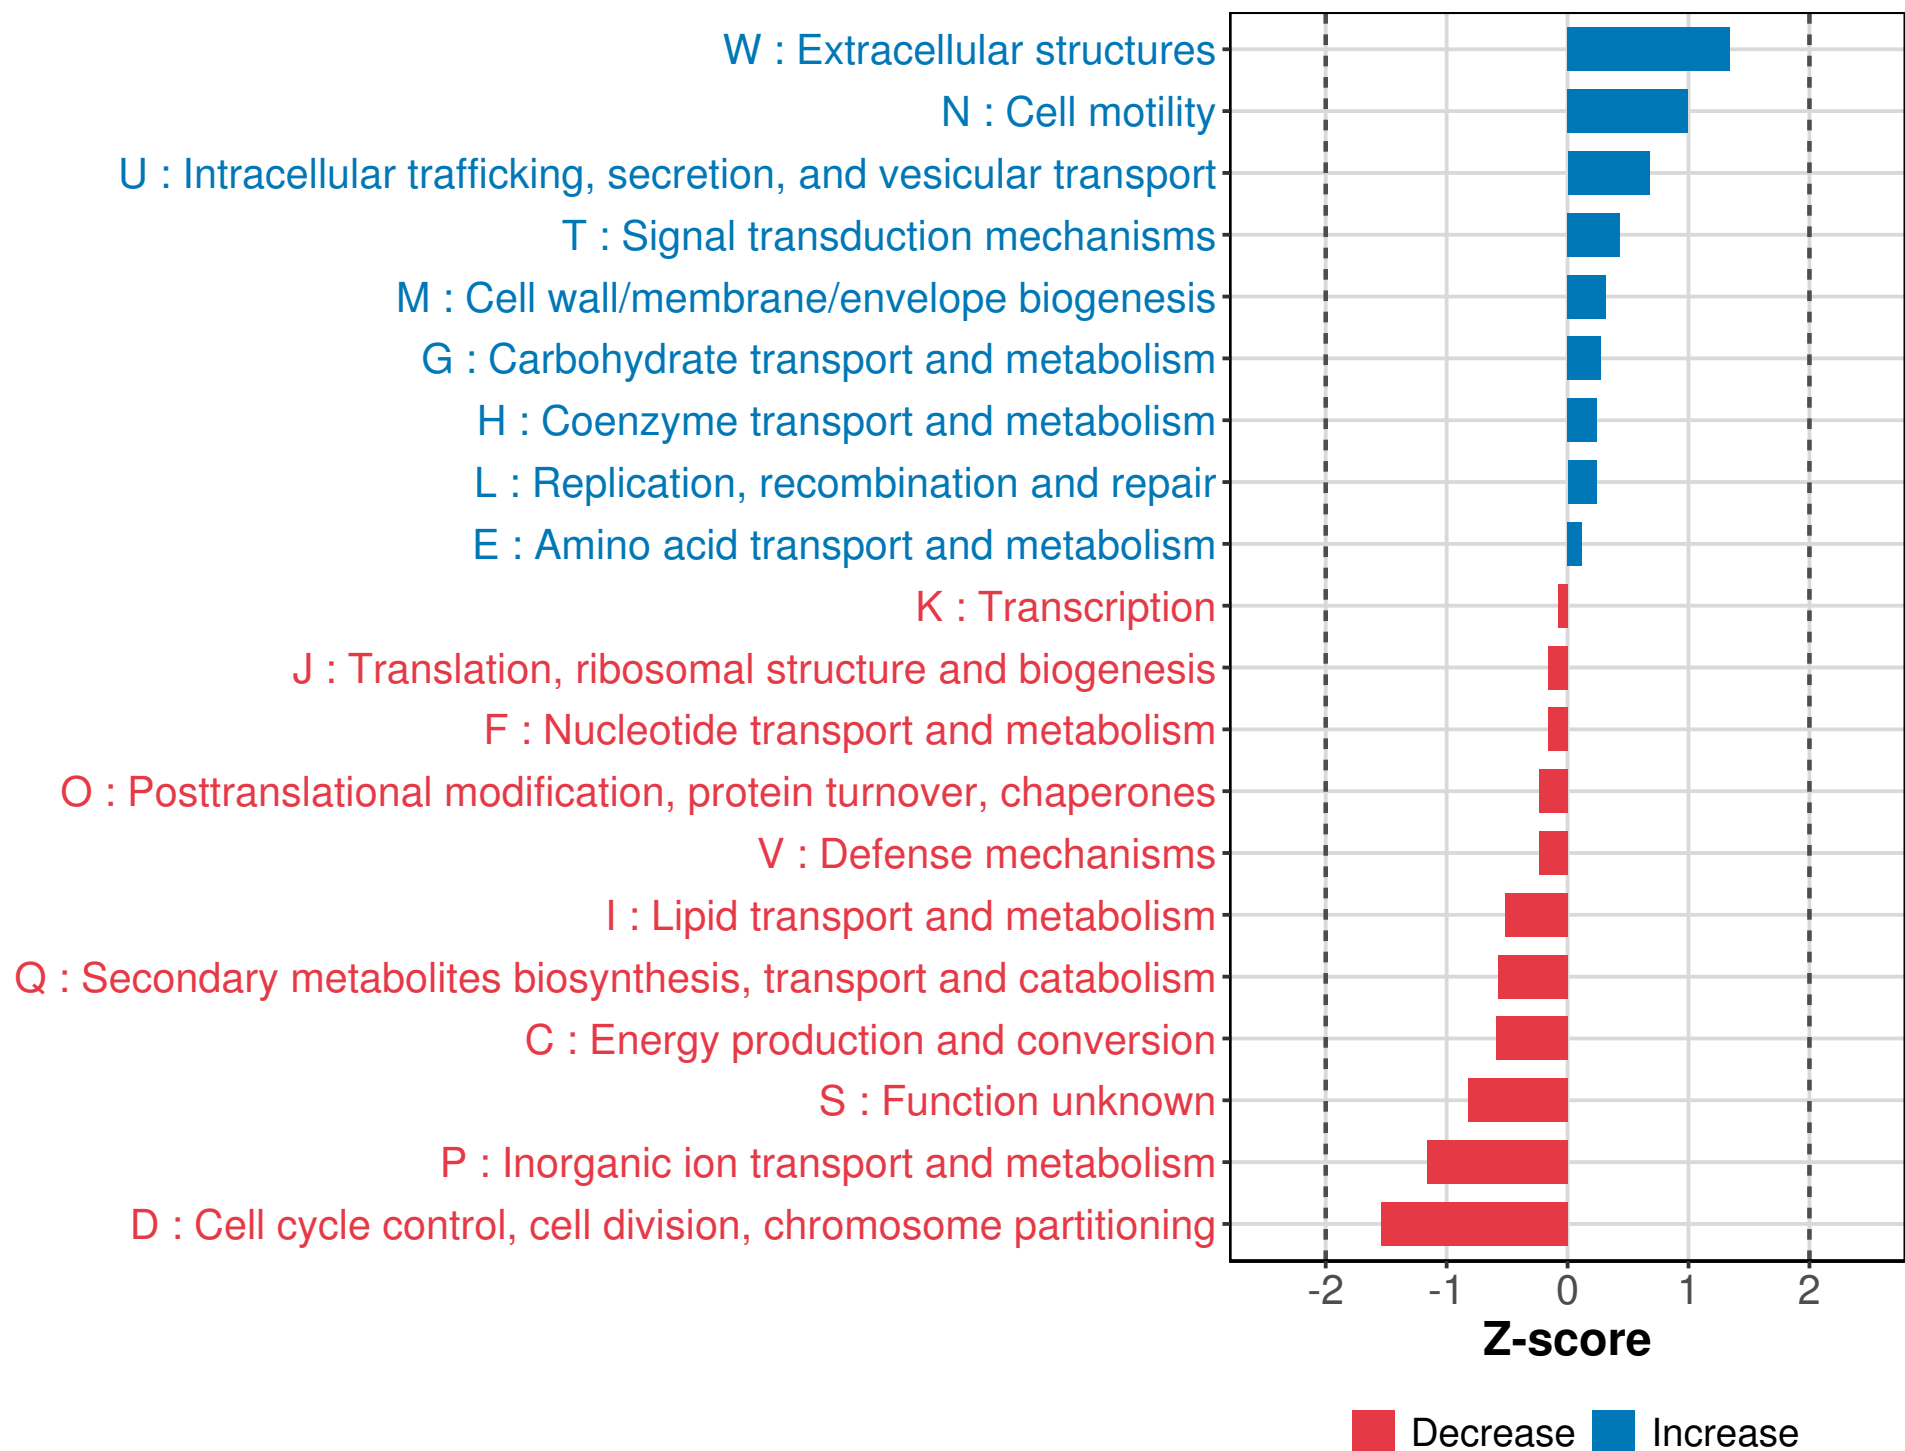 W : Extracellular structures
N : Cell motility
U : Intracellular trafficking, secretion, and vesicular transport
T : Signal transduction mechanisms
M : Cell wall/membrane/envelope biogenesis
G : Carbohydrate transport and metabolism
H : Coenzyme transport and metabolism
L : Replication, recombination and repair
E : Amino acid transport and metabolism
K : Transcription
J : Translation, ribosomal structure and biogenesis
F : Nucleotide transport and metabolism
O : Posttranslational modification, protein turnover, chaperones
V : Defense mechanisms
I : Lipid transport and metabolism
Q : Secondary metabolites biosynthesis, transport and catabolism
C : Energy production and conversion
S : Function unknown
P : Inorganic ion transport and metabolism
D : Cell cycle control, cell division, chromosome partitioning
-2 -1 0 1 2
Z-score
Decrease Increase